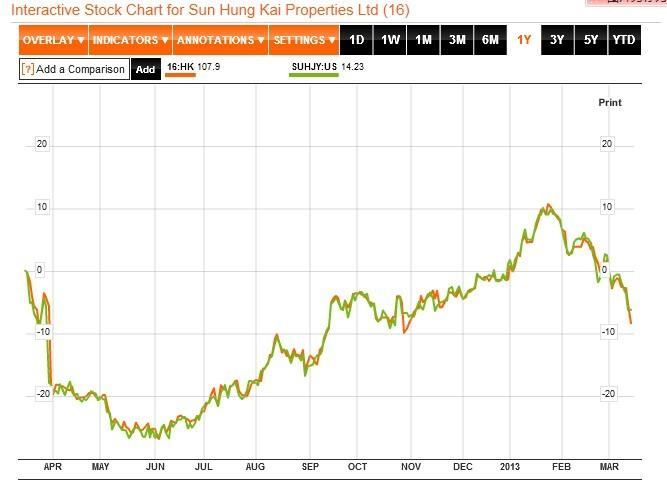 Interactive Stock Chart for Sun Hung Kai Properties Ltd (16)
OVERLAY ▼ INDICATORS ▼ ANNOTATIONS ▼ SETTINGS ▼ 1D 1W 1M 3M 6M 1Y 3Y 5Y YTD
[?] Add a Comparison Add 16:HK 107.9 SUHJY:US 14.23
Print
20 20
10 10
0 0
-10 -10
-20 -20
APR MAY JUN JUL AUG SEP OCT NOV DEC 2013 FEB MAR